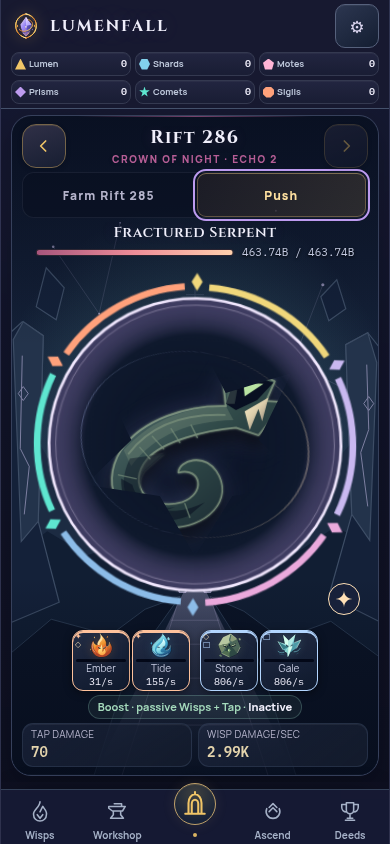 LUMENFALL
Lumen 0
Shards 0
Motes 0
Prisms 0
Comets 0
Sigils 0
RIFT 286
CROWN OF NIGHT · ECHO 2
Farm Rift 285
Push
FRACTURED SERPENT
463.74B / 463.74B
Ember
31/s
Tide
155/s
Stone
806/s
Gale
806/s
Boost · passive Wisps + Tap · Inactive
TAP DAMAGE
70
WISP DAMAGE/SEC
2.99K
Wisps
Workshop
Ascend
Deeds